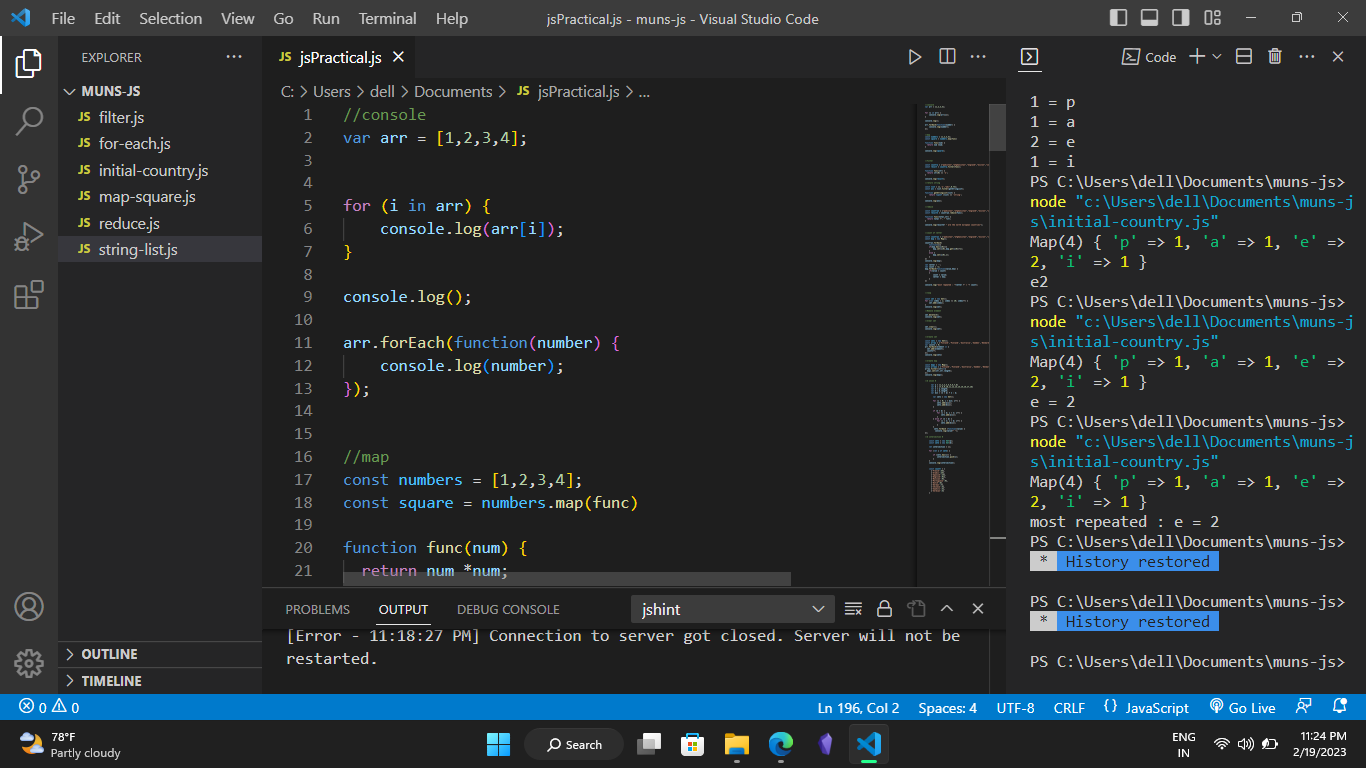 File Edit Selection View Go Run Terminal Help jsPractical.js - muns-js - Visual Studio Code
EXPLORER
MUNS-JS
JS filter.js
JS for-each.js
JS initial-country.js
JS map-square.js
JS reduce.js
JS string-list.js
OUTLINE
TIMELINE
JS jsPractical.js
C: > Users > dell > Documents > JS jsPractical.js > ...
1 //console
2 var arr = [1,2,3,4];
3
4
5 for (i in arr) {
6 console.log(arr[i]);
7 }
8
9 console.log();
10
11 arr.forEach(function(number) {
12 console.log(number);
13 });
14
15
16 //map
17 const numbers = [1,2,3,4];
18 const square = numbers.map(func)
19
20 function func(num) {
21 return num *num;
PROBLEMS OUTPUT DEBUG CONSOLE jshint
[Error - 11:18:27 PM] Connection to server got closed. Server will not be
restarted.
Code
1 = p
1 = a
2 = e
1 = i
PS C:\Users\dell\Documents\muns-js>
node "c:\Users\dell\Documents\muns-j
s\initial-country.js"
Map(4) { 'p' => 1, 'a' => 1, 'e' =>
2, 'i' => 1 }
e2
PS C:\Users\dell\Documents\muns-js>
node "c:\Users\dell\Documents\muns-j
s\initial-country.js"
Map(4) { 'p' => 1, 'a' => 1, 'e' =>
2, 'i' => 1 }
e = 2
PS C:\Users\dell\Documents\muns-js>
node "c:\Users\dell\Documents\muns-j
s\initial-country.js"
Map(4) { 'p' => 1, 'a' => 1, 'e' =>
2, 'i' => 1 }
most repeated : e = 2
PS C:\Users\dell\Documents\muns-js>
* History restored
PS C:\Users\dell\Documents\muns-js>
* History restored
PS C:\Users\dell\Documents\muns-js>
0 0 Ln 196, Col 2 Spaces: 4 UTF-8 CRLF {} JavaScript Go Live
78°F
Partly cloudy
Search
ENG
IN
11:24 PM
2/19/2023